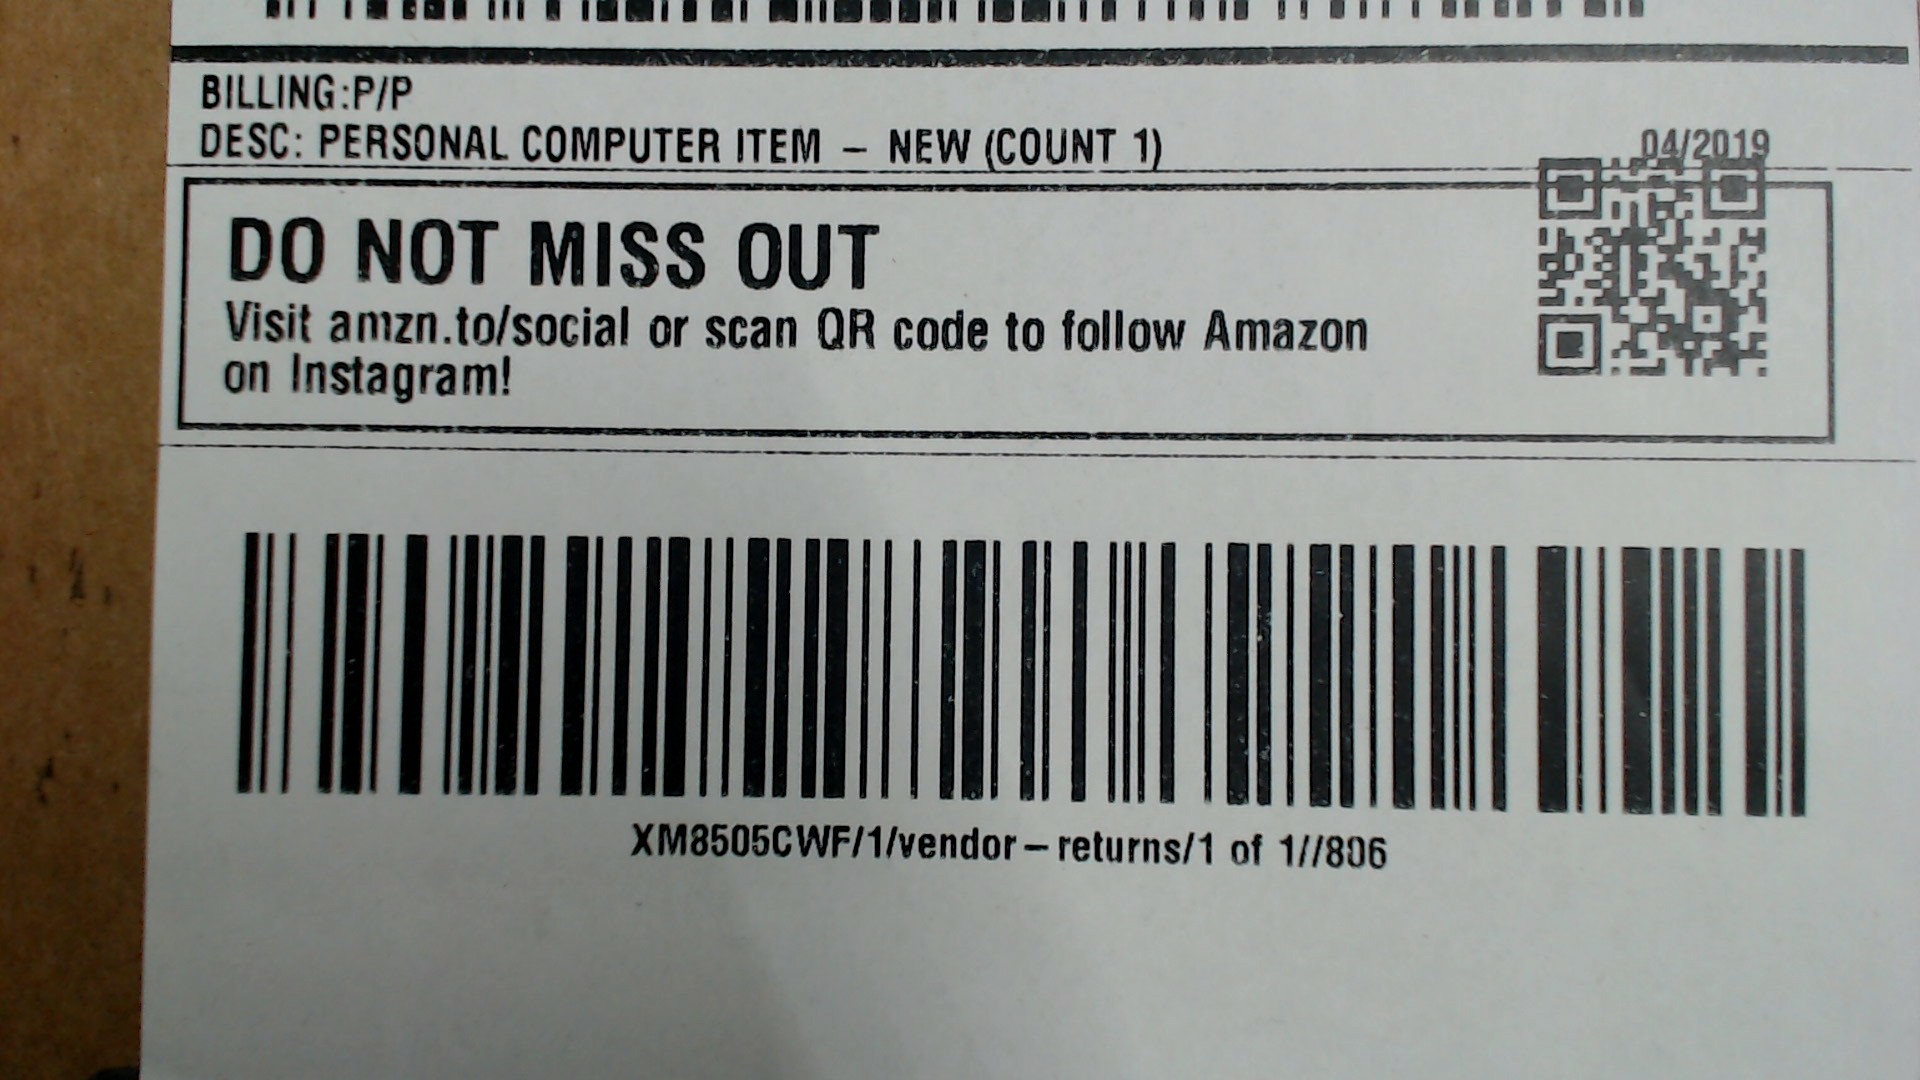 BILLING:P/P
DESC: PERSONAL COMPUTER ITEM – NEW (COUNT 1)
04/2019
DO NOT MISS OUT
Visit amzn.to/social or scan QR code to follow Amazon
on Instagram!
XM8505CWF/1/vendor–returns/1 of 1//806